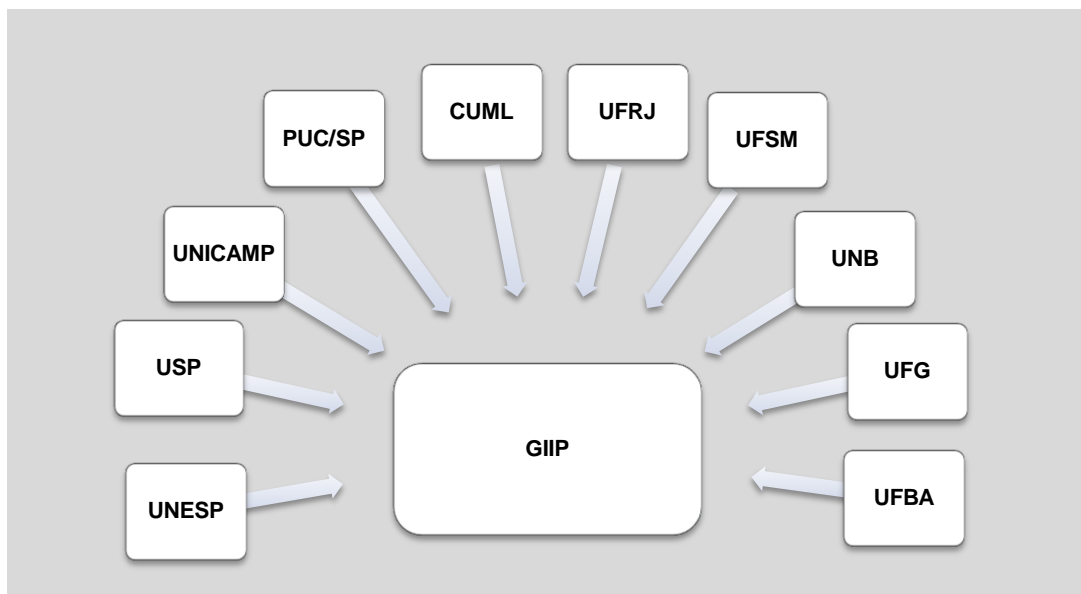 CUML
UFRJ
PUC/SP
UFSM
UNICAMP
UNB
USP
UFG
GIIP
UNESP
UFBA